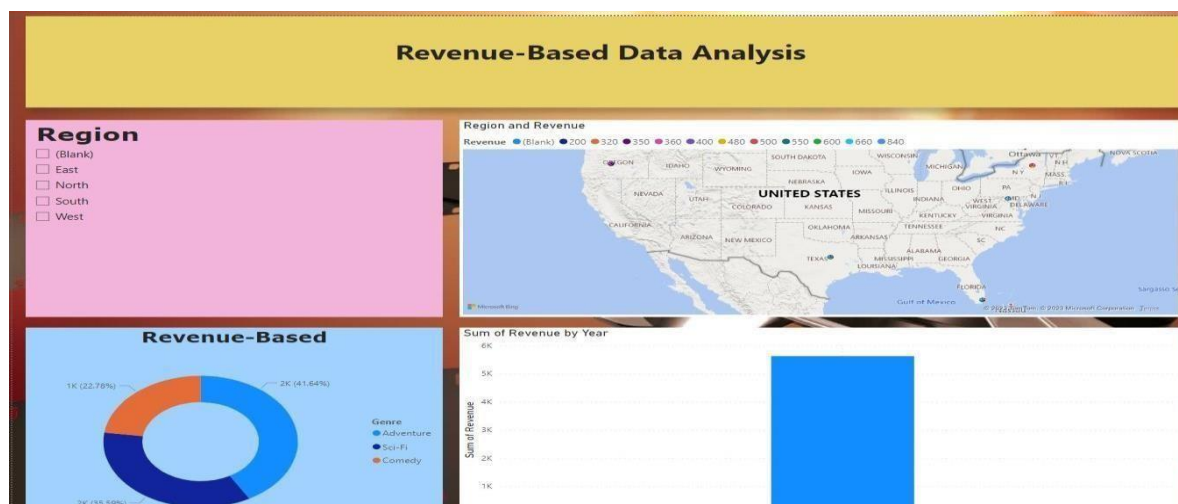 Revenue-Based Data Analysis
Region
(Blank)
East
North
South
West
Region and Revenue
Revenue (Blank) 200 320 350 360 400 480 500 550 600 660 840
OREGON
IDAHO
WYOMING
SOUTH DAKOTA
WISCONSIN
MICHIGAN
Ottawa
NOVA SCOTIA
NEBRASKA
IOWA
N Y
MASS
NEVADA
UTAH
COLORADO
UNITED STATES
KANSAS
ILLINOIS
INDIANA
OHIO
PA
MISSOURI
WEST VIRGINIA
DELAWARE
KENTUCKY
VIRGINIA
CALIFORNIA
ARIZONA
NEW MEXICO
OKLAHOMA
ARKANSAS
TENNESSEE
NC
SC
TEXAS
MISSISSIPPI
ALABAMA
GEORGIA
LOUISIANA
FLORIDA
Gulf of Mexico
Microsoft Bing
Microsoft Corporation
Terms
Revenue-Based
1K (22.78%)
2K (41.64%)
Genre
Adventure
Sci-Fi
Comedy
Sum of Revenue by Year
Sum of Revenue
6K
5K
4K
3K
2K
1K